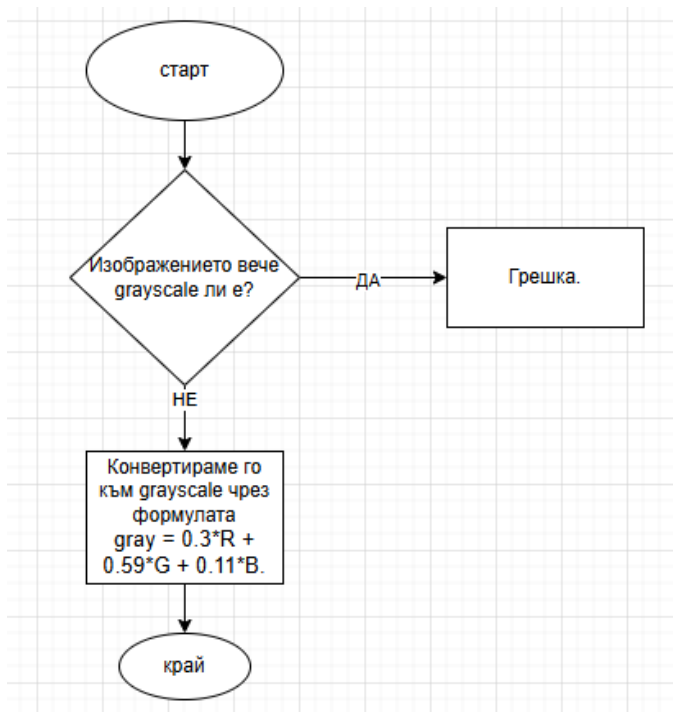 старт
Изображението вече
grayscale ли е?
ДА
Грешка.
НЕ
Конвертираме го
към grayscale чрез
формулата
gray = 0.3*R +
0.59*G + 0.11*B.
край